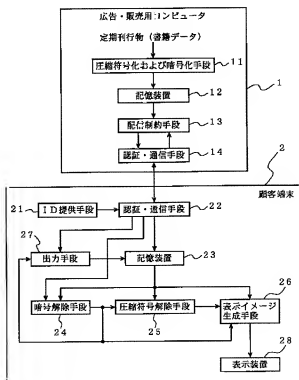 広告・販売用コンピュータ
定期刊行物（書籍データ）
圧縮符号化および暗号化手段
11
1
記憶装置
12
配信制約手段
13
認証・通信手段
14
2
顧客端末
21
ID提供手段
認証・通信手段
22
27
出力手段
記憶装置
23
26
暗号解除手段
圧縮符号解除手段
表示イメージ
生成手段
24
25
28
表示装置